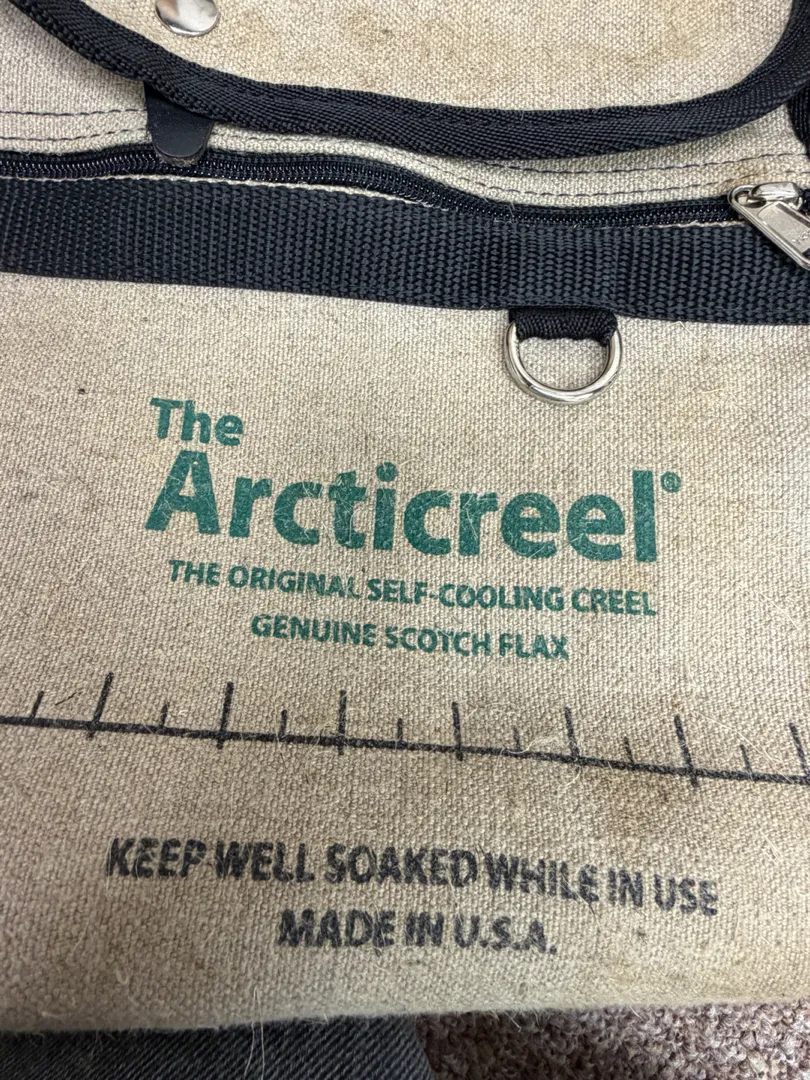 The
Arcticreel®
THE ORIGINAL SELF-COOLING CREEL
GENUINE SCOTCH FLAX
KEEP WELL SOAKED WHILE IN USE
MADE IN U.S.A.